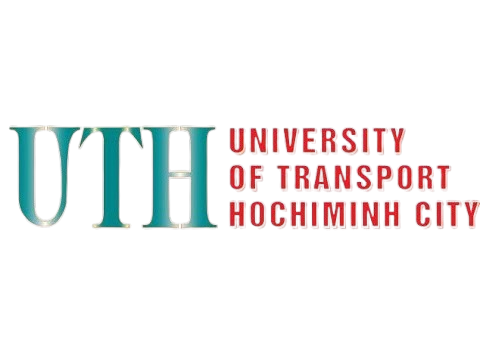 UTH
UNIVERSITY
OF TRANSPORT
HOCHIMINH CITY